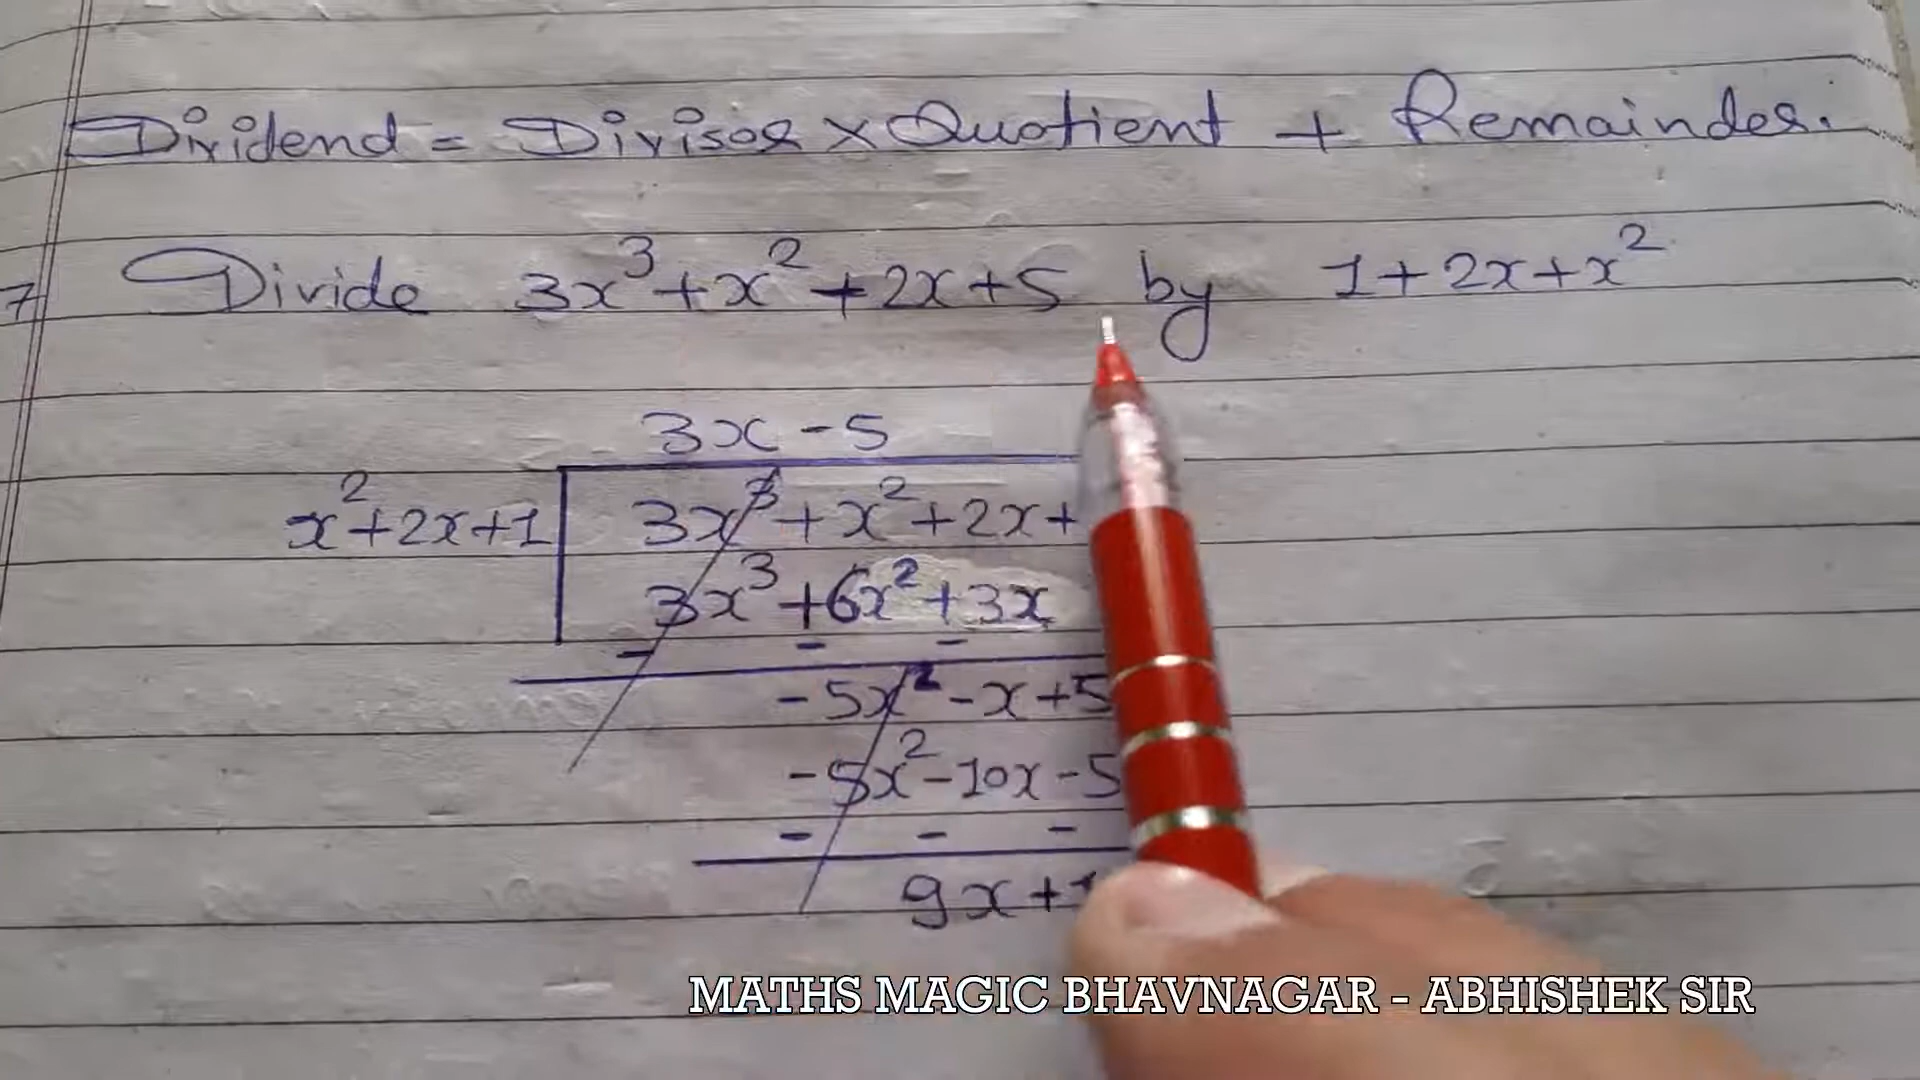 Dividend = Divisor × Quotient + Remainder.
7 Divide 3x³+x²+2x+5 by 1+2x+x²
3x-5
x²+2x+1 3x³+x²+2x+
3x³+6x²+3x
- - -
-5x²-x+5
-5x²-10x-5
- - -
9x+
MATHS MAGIC BHAVNAGAR - ABHISHEK SIR